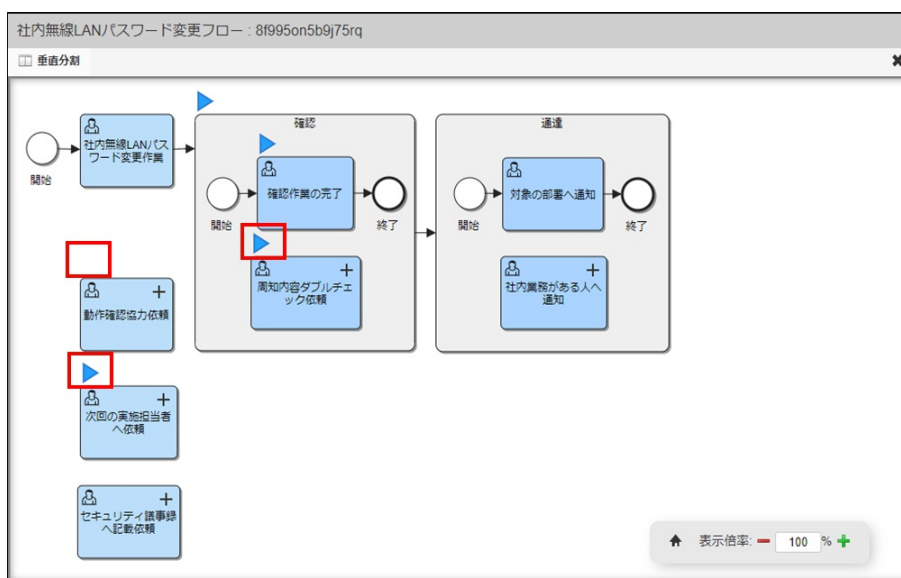 社内無線LANパスワード変更フロー : 8f995on5b9j75rq
垂直分割
開始
社内無線LANパス
ワード変更作業
確認
開始
確認作業の完了
終了
周知内容ダブルチェ
ック依頼
通達
開始
対象の部署へ通知
終了
社内業務がある人へ
通知
動作確認協力依頼
次回の実施担当者
へ依頼
セキュリティ議事録
へ記載依頼
表示倍率: 100 %